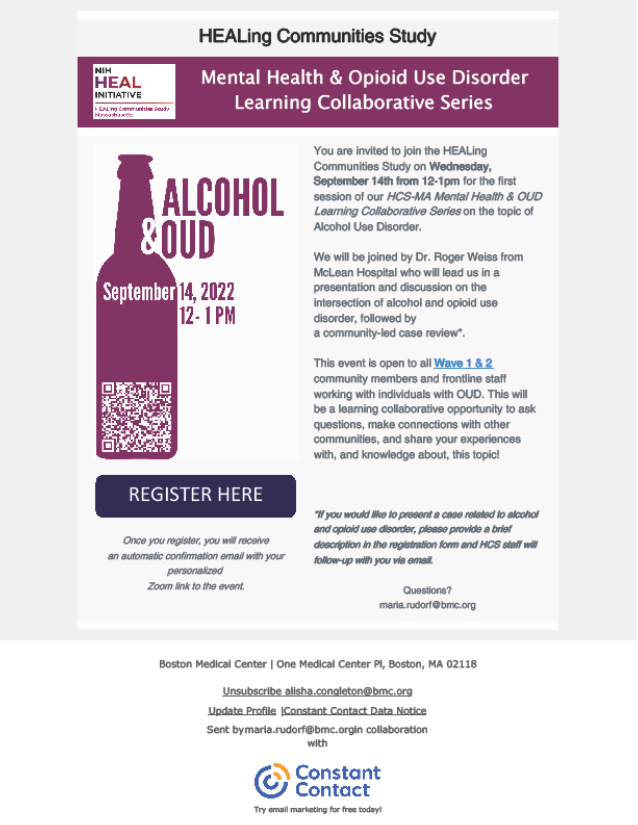 HEALing Communities Study
NIH
HEAL
INITIATIVE
HEALing Communities Study
Massachusetts
Mental Health & Opioid Use Disorder
Learning Collaborative Series
ALCOHOL
&OUD
September 14, 2022
12- 1 PM
REGISTER HERE
Once you register, you will receive
an automatic confirmation email with your
personalized
Zoom link to the event.
You are invited to join the HEALing
Communities Study on Wednesday,
September 14th from 12-1pm for the first
session of our HCS-MA Mental Health & OUD
Learning Collaborative Series on the topic of
Alcohol Use Disorder.
We will be joined by Dr. Roger Weiss from
McLean Hospital who will lead us in a
presentation and discussion on the
intersection of alcohol and opioid use
disorder, followed by
a community-led case review*.
This event is open to all Wave 1 & 2
community members and frontline staff
working with individuals with OUD. This will
be a learning collaborative opportunity to ask
questions, make connections with other
communities, and share your experiences
with, and knowledge about, this topic!
*If you would like to present a case related to alcohol
and opioid use disorder, please provide a brief
description in the registration form and HCS staff will
follow-up with you via email.
Questions?
maria.rudorf@bmc.org
Boston Medical Center | One Medical Center Pl, Boston, MA 02118
Unsubscribe alisha.congleton@bmc.org
Update Profile |Constant Contact Data Notice
Sent bymaria.rudorf@bmc.orgin collaboration
with
Constant
Contact
Try email marketing for free today!